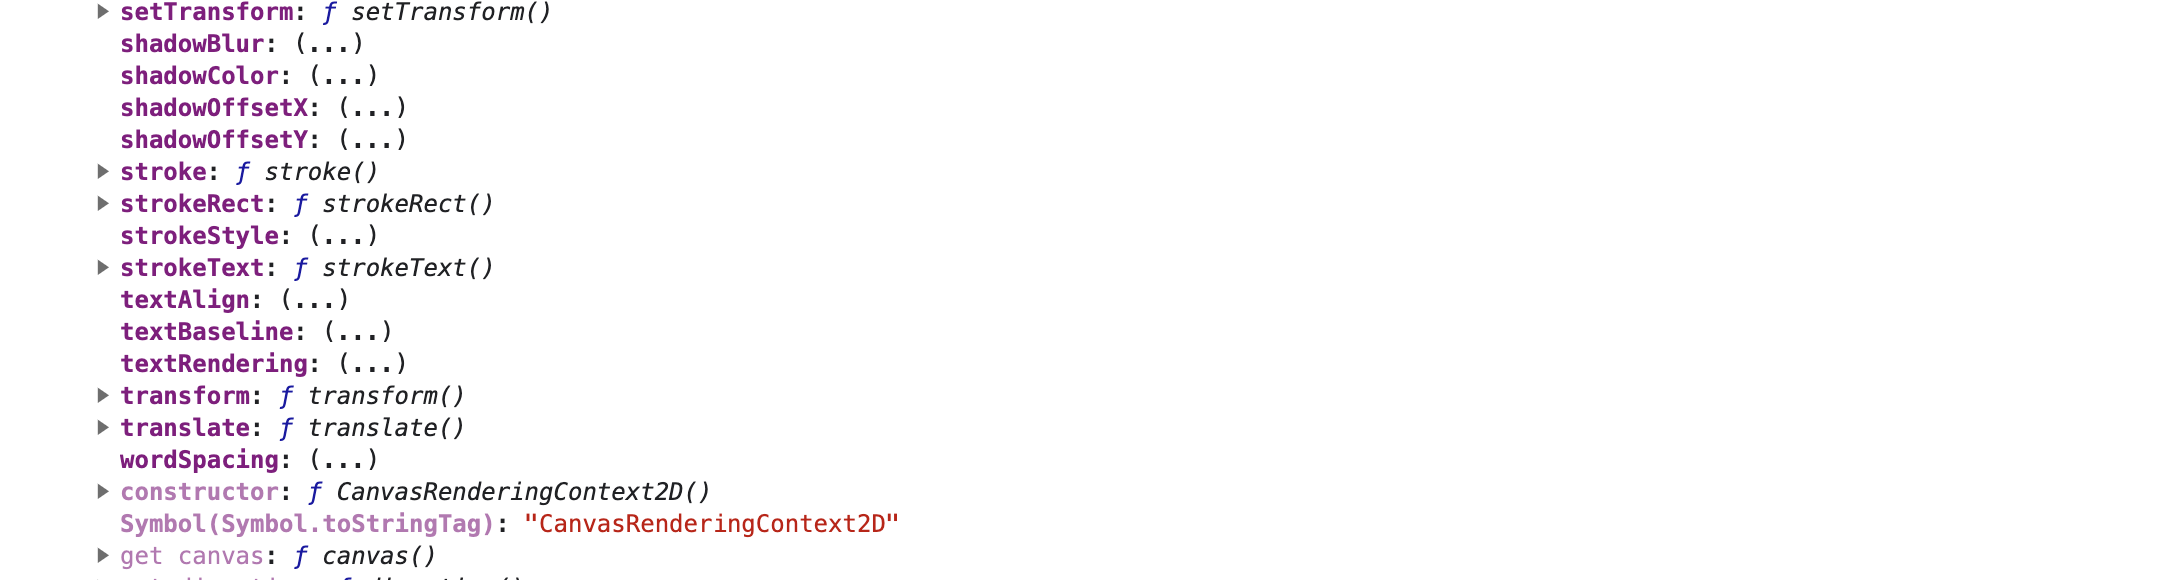 ▶ setTransform: ƒ setTransform()
shadowBlur: (...)
shadowColor: (...)
shadowOffsetX: (...)
shadowOffsetY: (...)
▶ stroke: ƒ stroke()
▶ strokeRect: ƒ strokeRect()
strokeStyle: (...)
▶ strokeText: ƒ strokeText()
textAlign: (...)
textBaseline: (...)
textRendering: (...)
▶ transform: ƒ transform()
▶ translate: ƒ translate()
wordSpacing: (...)
▶ constructor: ƒ CanvasRenderingContext2D()
Symbol(Symbol.toStringTag): "CanvasRenderingContext2D"
▶ get canvas: ƒ canvas()